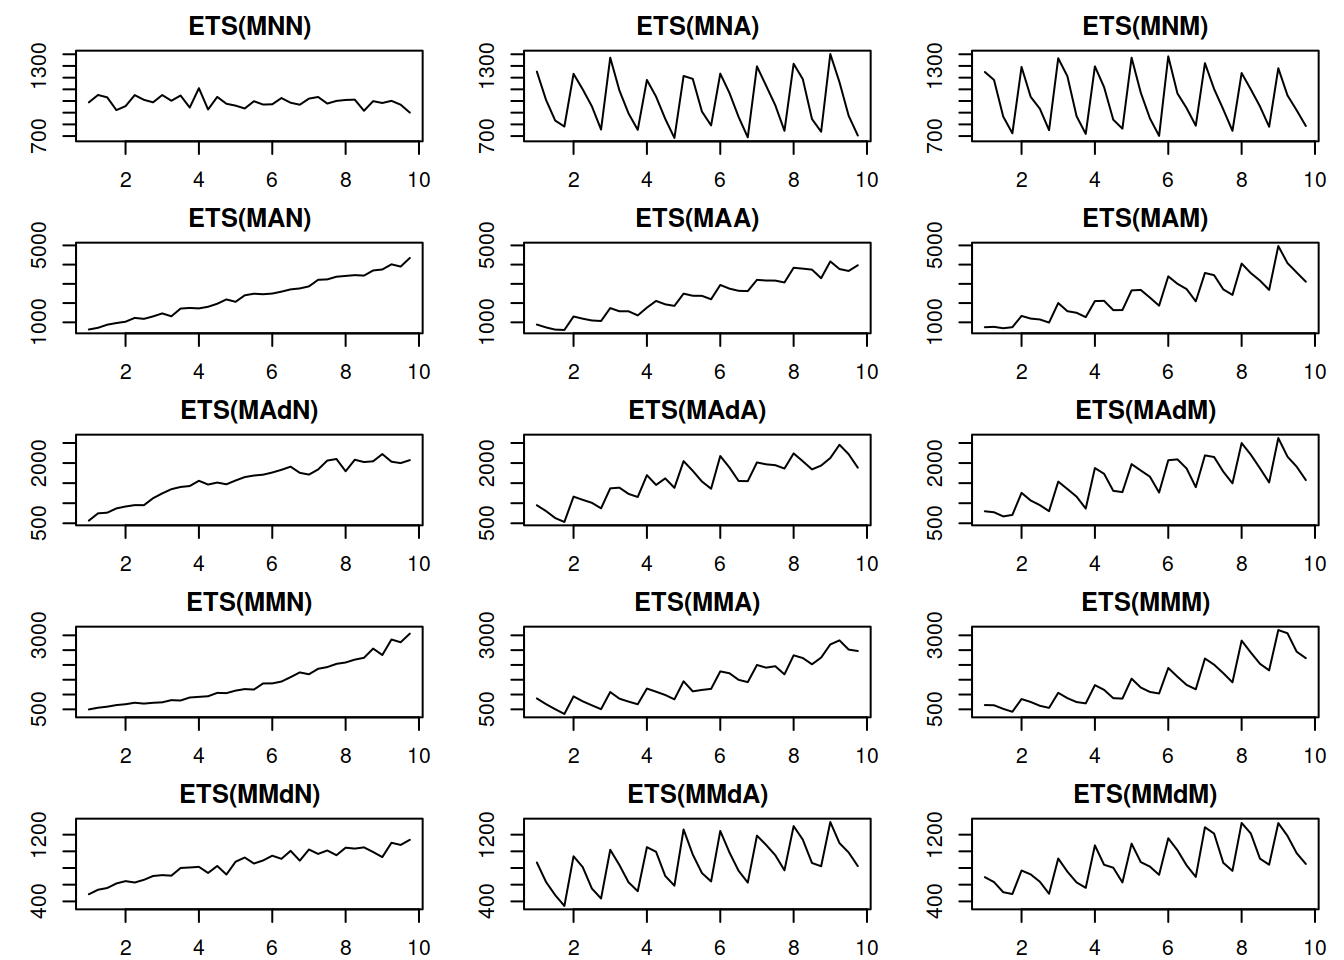 ETS(MNN) ETS(MNA) ETS(MNM)
1300 1300 1300
700 700 700
2 4 6 8 10 2 4 6 8 10 2 4 6 8 10
ETS(MAN) ETS(MAA) ETS(MAM)
5000 5000 5000
1000 1000 1000
2 4 6 8 10 2 4 6 8 10 2 4 6 8 10
ETS(MAdN) ETS(MAdA) ETS(MAdM)
2000 2000 2000
500 500 500
2 4 6 8 10 2 4 6 8 10 2 4 6 8 10
ETS(MMN) ETS(MMA) ETS(MMM)
3000 3000 3000
500 500 500
2 4 6 8 10 2 4 6 8 10 2 4 6 8 10
ETS(MMdN) ETS(MMdA) ETS(MMdM)
1200 1200 1200
400 400 400
2 4 6 8 10 2 4 6 8 10 2 4 6 8 10